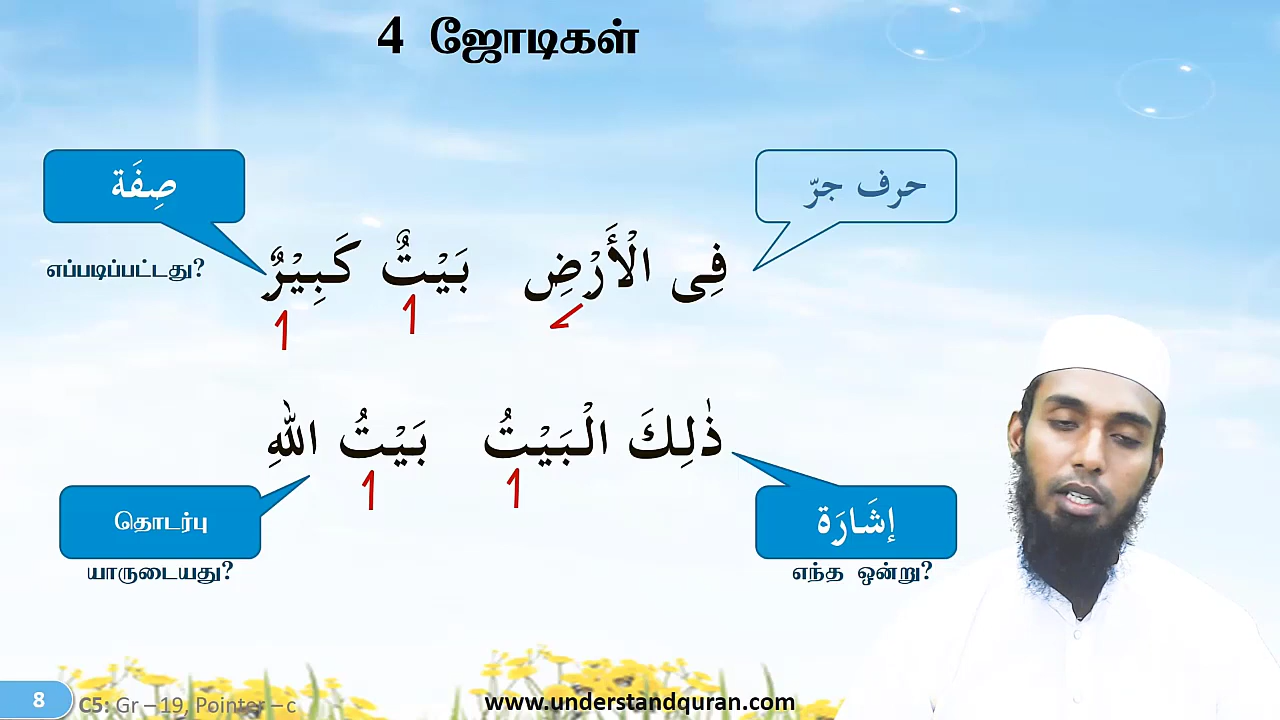 4 ஜோடிகள்
صِفَة
حرف جرّ
எப்படிப்பட்டது?
فِى الْأَرْضِ بَيْتٌ كَبِيْرٌ
1 1
ذٰلِكَ الْبَيْتُ بَيْتُ اللهِ
1 1
தொடர்பு
إشَارَة
யாருடையது?
எந்த ஒன்று?
8
C5: Gr – 19, Pointer – c
www.understandquran.com